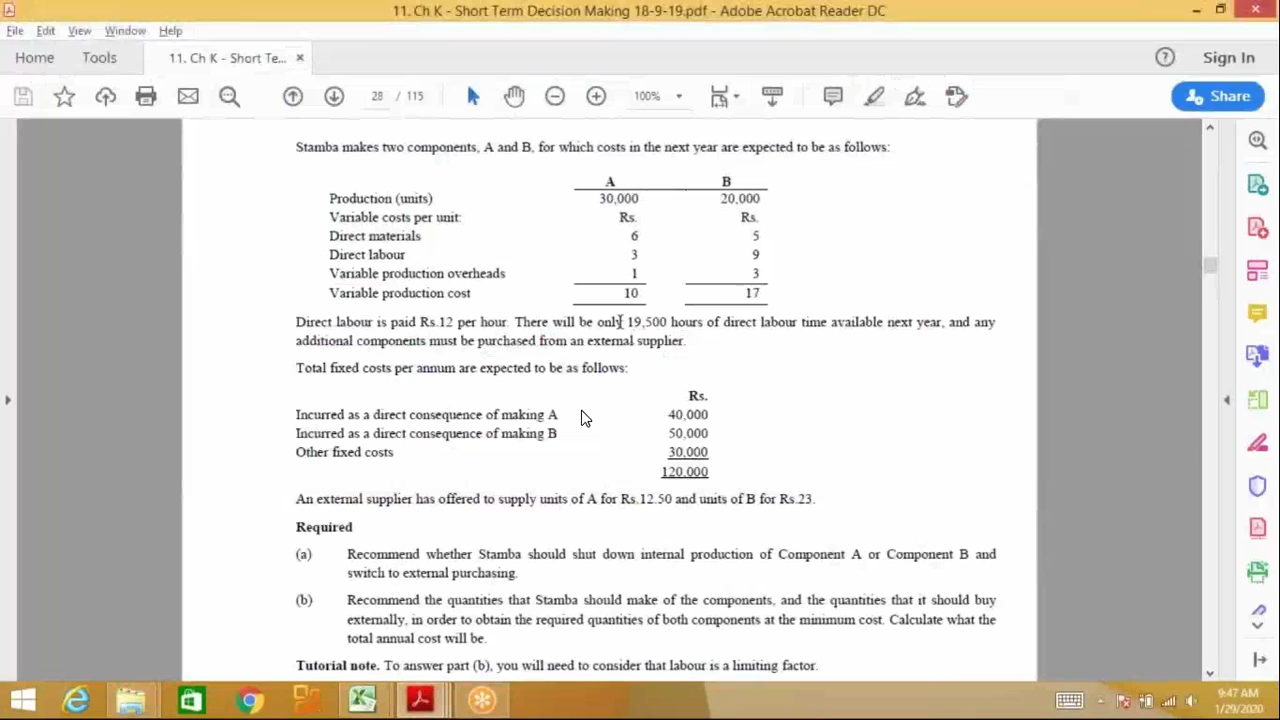 11. Ch K - Short Term Decision Making 18-9-19.pdf - Adobe Acrobat Reader DC
File Edit View Window Help
Home Tools 11. Ch K - Short Te... × Sign In
28 / 115 100% Share
Stamba makes two components, A and B, for which costs in the next year are expected to be as follows:
A B
Production (units) 30,000 20,000
Variable costs per unit: Rs. Rs.
Direct materials 6 5
Direct labour 3 9
Variable production overheads 1 3
Variable production cost 10 17
Direct labour is paid Rs.12 per hour. There will be only 19,500 hours of direct labour time available next year, and any
additional components must be purchased from an external supplier.
Total fixed costs per annum are expected to be as follows:
Rs.
Incurred as a direct consequence of making A 40,000
Incurred as a direct consequence of making B 50,000
Other fixed costs 30,000
120,000
An external supplier has offered to supply units of A for Rs.12.50 and units of B for Rs.23.
Required
(a) Recommend whether Stamba should shut down internal production of Component A or Component B and
switch to external purchasing.
(b) Recommend the quantities that Stamba should make of the components, and the quantities that it should buy
externally, in order to obtain the required quantities of both components at the minimum cost. Calculate what the
total annual cost will be.
Tutorial note. To answer part (b), you will need to consider that labour is a limiting factor.
9:47 AM
1/29/2020